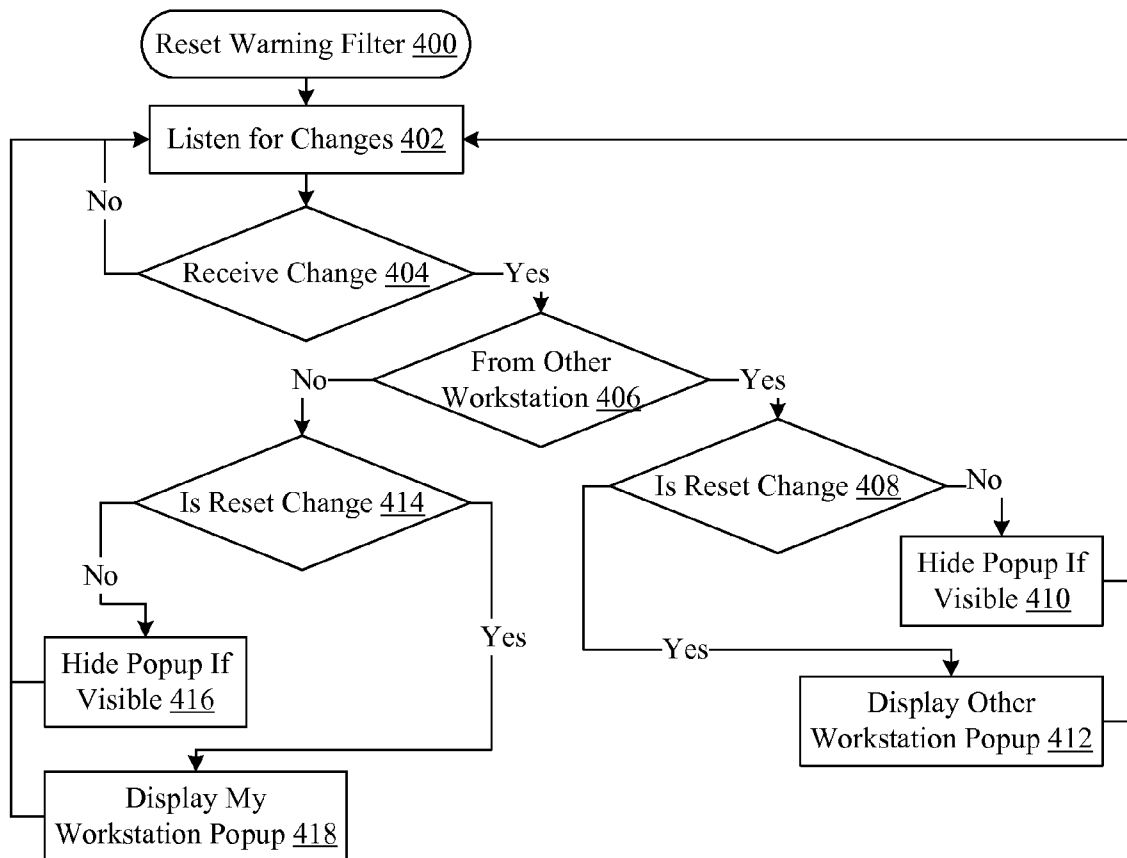 Reset Warning Filter 400
Listen for Changes 402
No
Receive Change 404
Yes
From Other
Workstation 406
No
Yes
Is Reset Change 414
Is Reset Change 408
No
No
Hide Popup If
Visible 410
Yes
Yes
Hide Popup If
Visible 416
Display Other
Workstation Popup 412
Display My
Workstation Popup 418